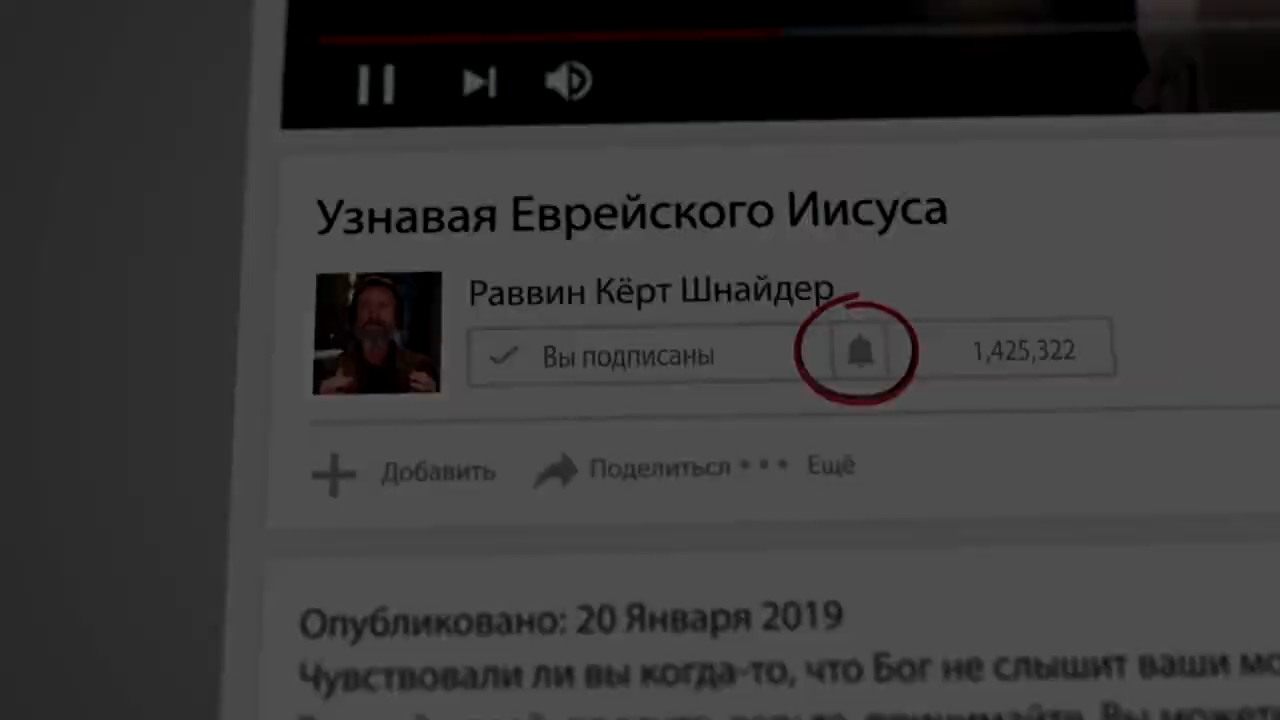 Узнавая Еврейского Иисуса
Раввин Кёрт Шнайдер
Вы подписаны
1,425,322
Добавить
Поделиться
Ещё
Опубликовано: 20 Января 2019
Чувствовали ли вы когда-то, что Бог не слышит ваши